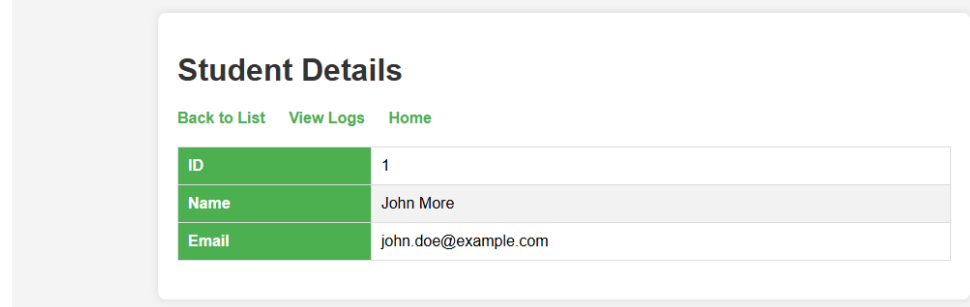 Student Details
Back to List View Logs Home
ID 1
Name John More
Email john.doe@example.com